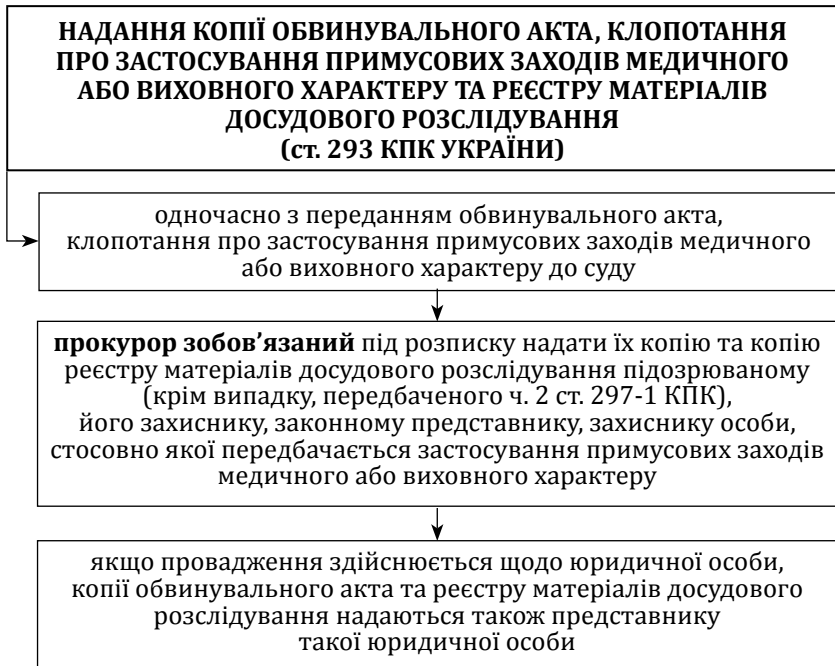 НАДАННЯ КОПІЇ ОБВИНУВАЛЬНОГО АКТА, КЛОПОТАННЯ
ПРО ЗАСТОСУВАННЯ ПРИМУСОВИХ ЗАХОДІВ МЕДИЧНОГО
АБО ВИХОВНОГО ХАРАКТЕРУ ТА РЕЄСТРУ МАТЕРІАЛІВ
ДОСУДОВОГО РОЗСЛІДУВАННЯ
(ст. 293 КПК УКРАЇНИ)
одночасно з переданням обвинувального акта,
клопотання про застосування примусових заходів медичного
або виховного характеру до суду
прокурор зобов’язаний під розписку надати їх копію та копію
реєстру матеріалів досудового розслідування підозрюваному
(крім випадку, передбаченого ч. 2 ст. 297-1 КПК),
його захиснику, законному представнику, захиснику особи,
стосовно якої передбачається застосування примусових заходів
медичного або виховного характеру
якщо провадження здійснюється щодо юридичної особи,
копії обвинувального акта та реєстру матеріалів досудового
розслідування надаються також представнику
такої юридичної особи